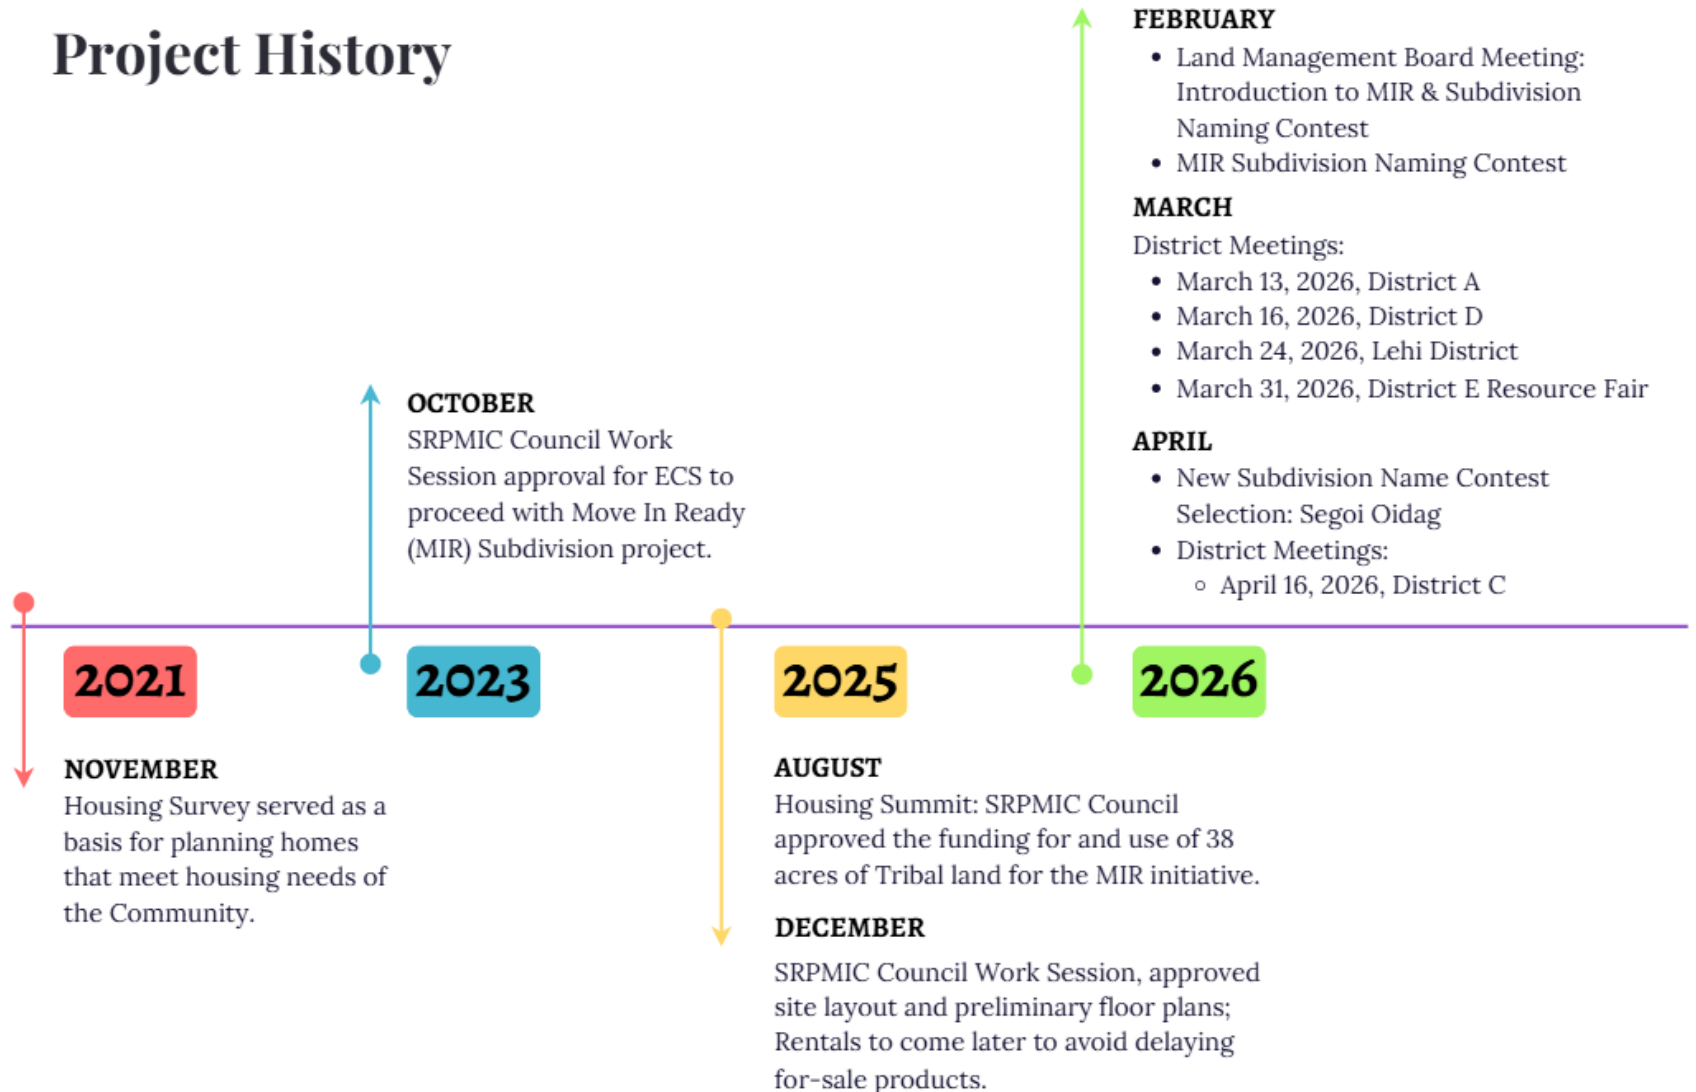 Project History
2021
NOVEMBER
Housing Survey served as a
basis for planning homes
that meet housing needs of
the Community.
OCTOBER
SRPMIC Council Work
Session approval for ECS to
proceed with Move In Ready
(MIR) Subdivision project.
2023
2025
AUGUST
Housing Summit: SRPMIC Council
approved the funding for and use of 38
acres of Tribal land for the MIR initiative.
DECEMBER
SRPMIC Council Work Session, approved
site layout and preliminary floor plans;
Rentals to come later to avoid delaying
for-sale products.
FEBRUARY
• Land Management Board Meeting:
Introduction to MIR & Subdivision
Naming Contest
• MIR Subdivision Naming Contest
MARCH
District Meetings:
• March 13, 2026, District A
• March 16, 2026, District D
• March 24, 2026, Lehi District
• March 31, 2026, District E Resource Fair
APRIL
• New Subdivision Name Contest
Selection: Segoi Oidag
• District Meetings:
◦ April 16, 2026, District C
2026